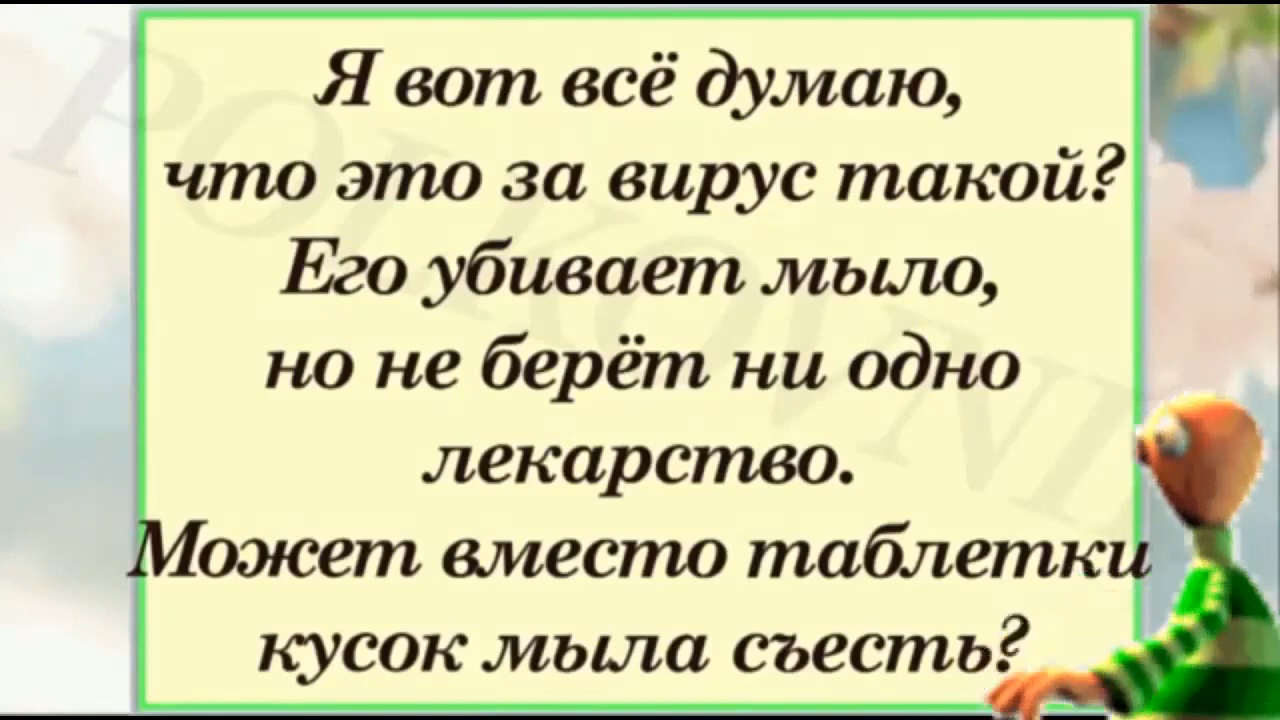 Я вот всё думаю,
что это за вирус такой?
Его убивает мыло,
но не берёт ни одно
лекарство.
Может вместо таблетки
кусок мыла съесть?
POLKOVNI